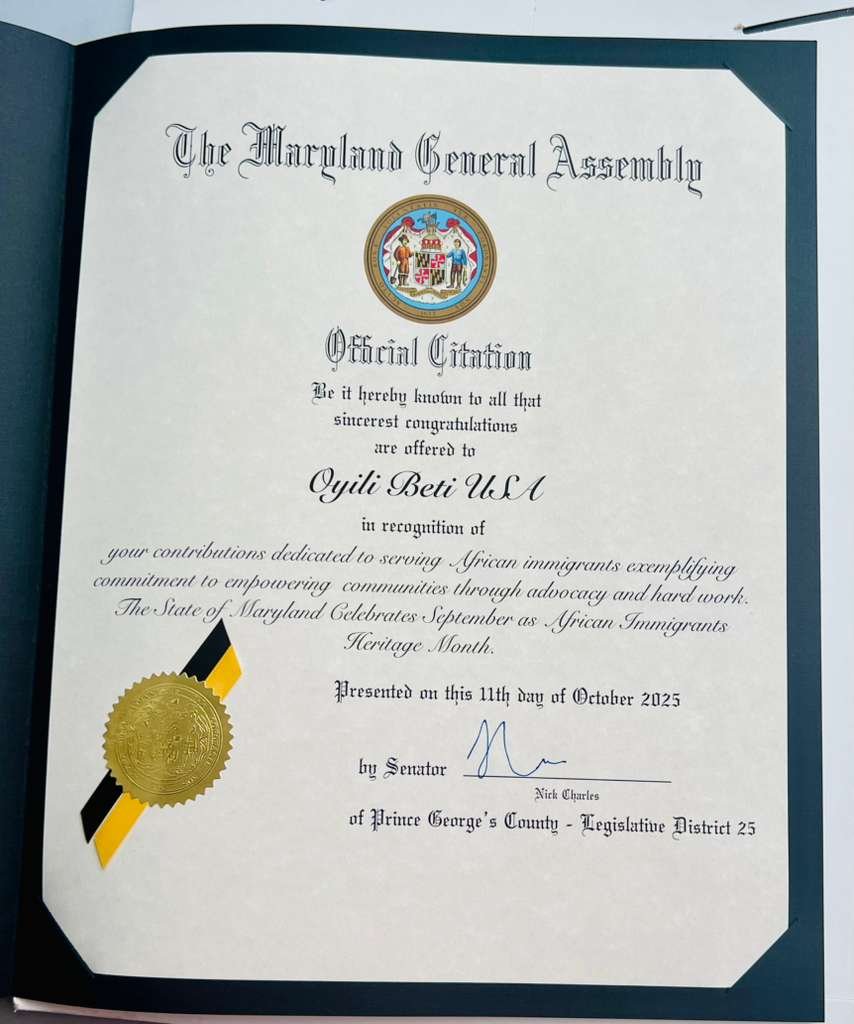 The Maryland General Assembly
Official Citation
Be it hereby known to all that
sincerest congratulations
are offered to
Oyili Beti USA
in recognition of
your contributions dedicated to serving African immigrants exemplifying
commitment to empowering communities through advocacy and hard work.
The State of Maryland Celebrates September as African Immigrants
Heritage Month.
Presented on this 11th day of October 2025
by Senator
Nick Charles
of Prince George's County - Legislative District 25